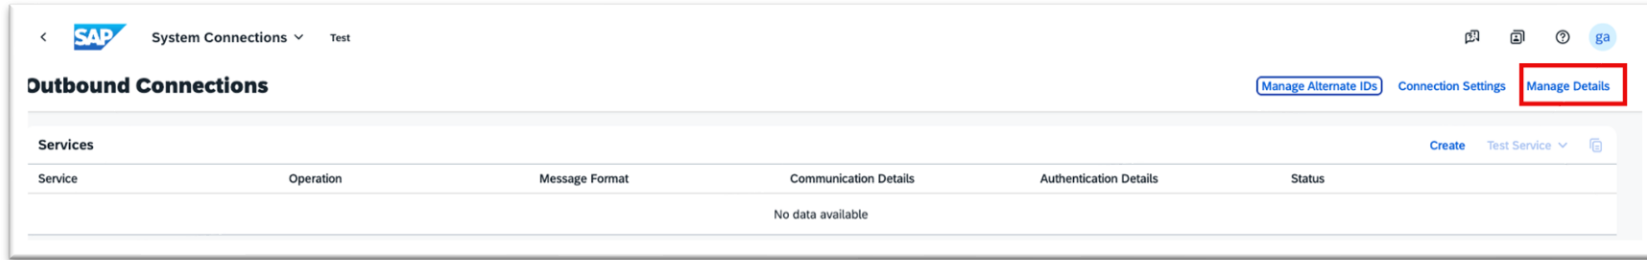 SAP System Connections Test ga
Outbound Connections Manage Alternate IDs Connection Settings Manage Details
Services Create Test Service
Service Operation Message Format Communication Details Authentication Details Status
No data available